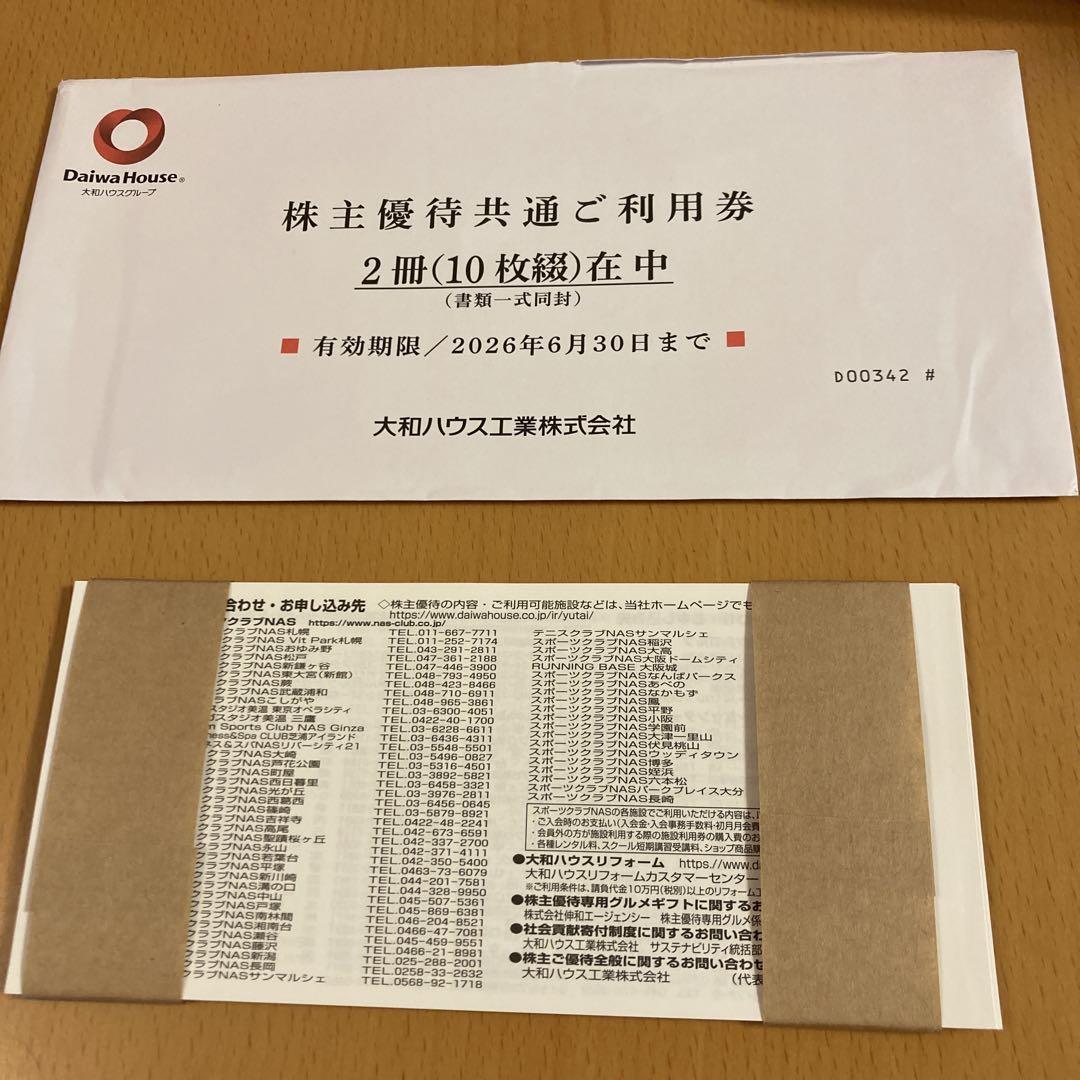 Daiwa House®
大和ハウスグループ
株主優待共通ご利用券
2冊(10枚綴)在中
(書類一式同封)
■ 有効期限／2026年6月30日まで ■
D00342 #
大和ハウス工業株式会社
合わせ・お申し込み先 ◇株主優待の内容・ご利用可能施設などは、当社ホームページでも
https://www.daiwahouse.co.jp/ir/yutai/
クラブNAS https://www.nas-club.co.jp/
クラブNAS札幌 TEL.011-667-7711
クラブNAS Vit Park札幌 TEL.011-252-7174
クラブNASおゆみ野 TEL.043-291-2811
クラブNAS松戸 TEL.047-361-2188
クラブNAS新鎌ヶ谷 TEL.047-446-3900
クラブNAS東大宮(新館) TEL.048-793-4950
クラブNAS蕨 TEL.048-423-8466
クラブNAS武蔵浦和 TEL.048-710-6911
クラブNASこしがや TEL.048-965-3861
スタジオ美温 東京オペラシティ TEL.03-6300-4051
スタジオ美温 三鷹 TEL.0422-40-1700
Sports Club NAS Ginza TEL.03-6228-6611
ness&Spa CLUB芝浦アイランド TEL.03-6436-4311
ネス＆スパNASリバーシティ21 TEL.03-5548-5501
クラブNAS大崎 TEL.03-5496-0827
クラブNAS芦花公園 TEL.03-5316-4501
クラブNAS町屋 TEL.03-3892-5821
クラブNAS西日暮里 TEL.03-6458-3321
クラブNAS光が丘 TEL.03-3976-2811
クラブNAS西葛西 TEL.03-6456-0645
クラブNAS篠崎 TEL.03-5879-8921
クラブNAS吉祥寺 TEL.0422-48-2241
クラブNAS高尾 TEL.042-673-6591
クラブNAS聖蹟桜ヶ丘 TEL.042-337-2700
クラブNAS永山 TEL.042-371-4111
クラブNAS若葉台 TEL.042-350-5400
クラブNAS平塚 TEL.0463-73-6079
クラブNAS新川崎 TEL.044-201-7581
クラブNAS溝の口 TEL.044-328-9950
クラブNAS中山 TEL.045-507-5361
クラブNAS戸塚 TEL.045-869-6381
クラブNAS南林間 TEL.046-204-8521
クラブNAS湘南台 TEL.0466-47-7081
クラブNAS瀬谷 TEL.045-459-9551
クラブNAS藤沢 TEL.0466-21-8981
クラブNAS新潟 TEL.025-288-2001
クラブNAS長岡 TEL.0258-33-2632
クラブNASサンマルシェ TEL.0568-92-1718
テニスクラブNASサンマルシェ
スポーツクラブNAS稲沢
スポーツクラブNAS大高
スポーツクラブNAS大阪ドームシティ
RUNNING BASE 大阪城
スポーツクラブNASなんばパークス
スポーツクラブNASあべの
スポーツクラブNASなかもず
スポーツクラブNAS鳳
スポーツクラブNAS平野
スポーツクラブNAS小阪
スポーツクラブNAS学園前
スポーツクラブNAS大津一里山
スポーツクラブNAS伏見桃山
スポーツクラブNASウッディタウン
スポーツクラブNAS博多
スポーツクラブNAS姪浜
スポーツクラブNAS六本松
スポーツクラブNASパークプレイス大分
スポーツクラブNAS長崎
スポーツクラブNASの各施設でご利用いただける内容は、
・ご入会時のお支払い(入会金・入会事務手数料・初月月会費
・会員外の方が施設利用する際の施設利用券の購入費のお
・各種レンタル料、スクール短期講習受講料、ショップ商品購
●大和ハウスリフォーム https://www.d
大和ハウスリフォームカスタマーセンター
※ご利用条件は、請負代金10万円(税別)以上のリフォーム工
●株主優待専用グルメギフトに関するお
株式会社伸和エージェンシー 株主優待専用グルメ係
●社会貢献寄付制度に関するお問い合わ
大和ハウス工業株式会社 サステナビリティ統括部
●株主ご優待全般に関するお問い合わせ
大和ハウス工業株式会社 (代表